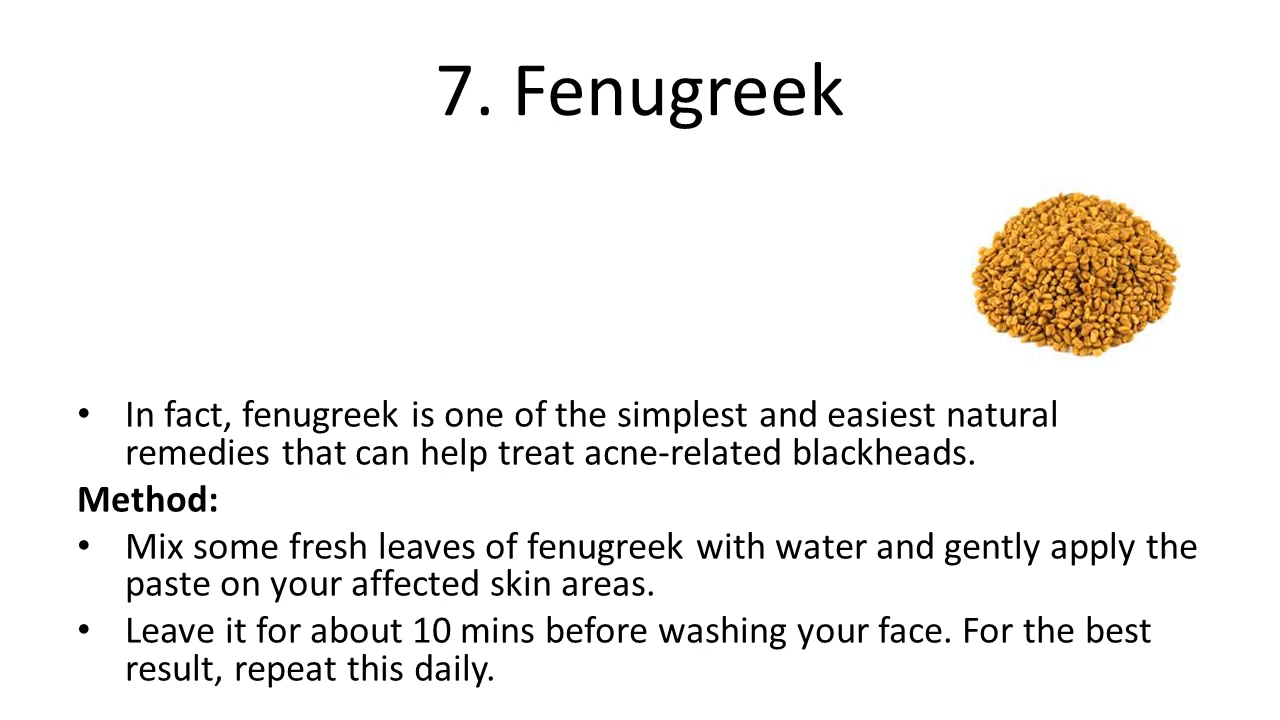 7. Fenugreek
• In fact, fenugreek is one of the simplest and easiest natural
remedies that can help treat acne-related blackheads.
Method:
• Mix some fresh leaves of fenugreek with water and gently apply the
paste on your affected skin areas.
• Leave it for about 10 mins before washing your face. For the best
result, repeat this daily.